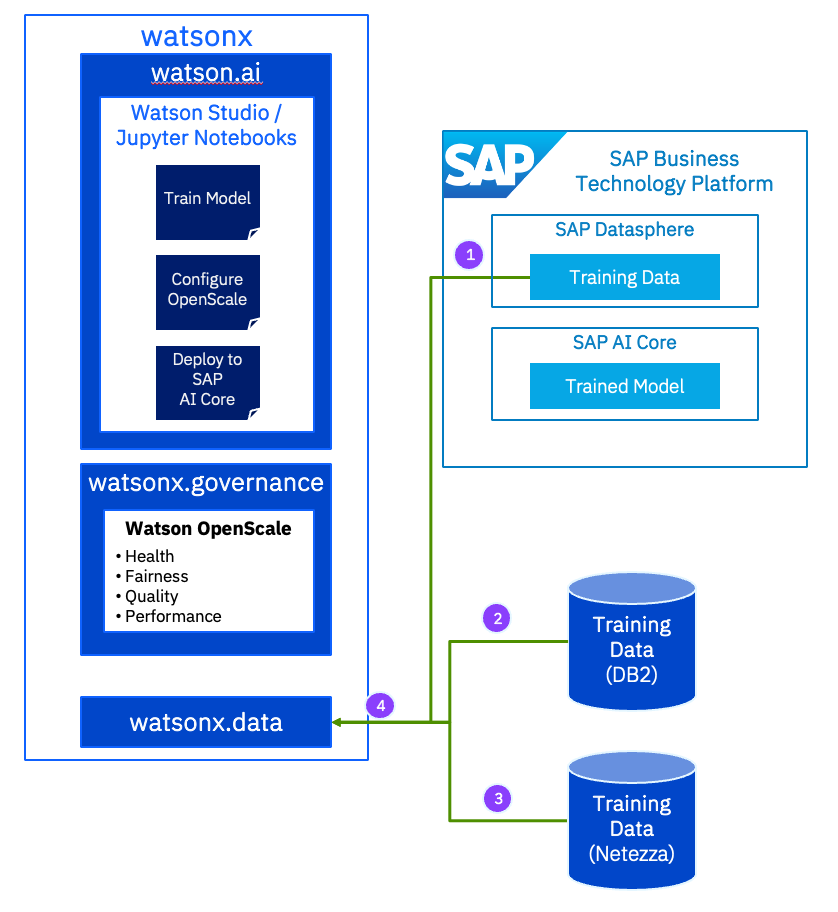 watsonx
watson.ai
Watson Studio /
Jupyter Notebooks
Train Model
Configure
OpenScale
Deploy to
SAP
AI Core
watsonx.governance
Watson OpenScale
• Health
• Fairness
• Quality
• Performance
watsonx.data
SAP
SAP Business
Technology Platform
SAP Datasphere
Training Data
SAP AI Core
Trained Model
1
2
Training
Data
(DB2)
4
3
Training
Data
(Netezza)